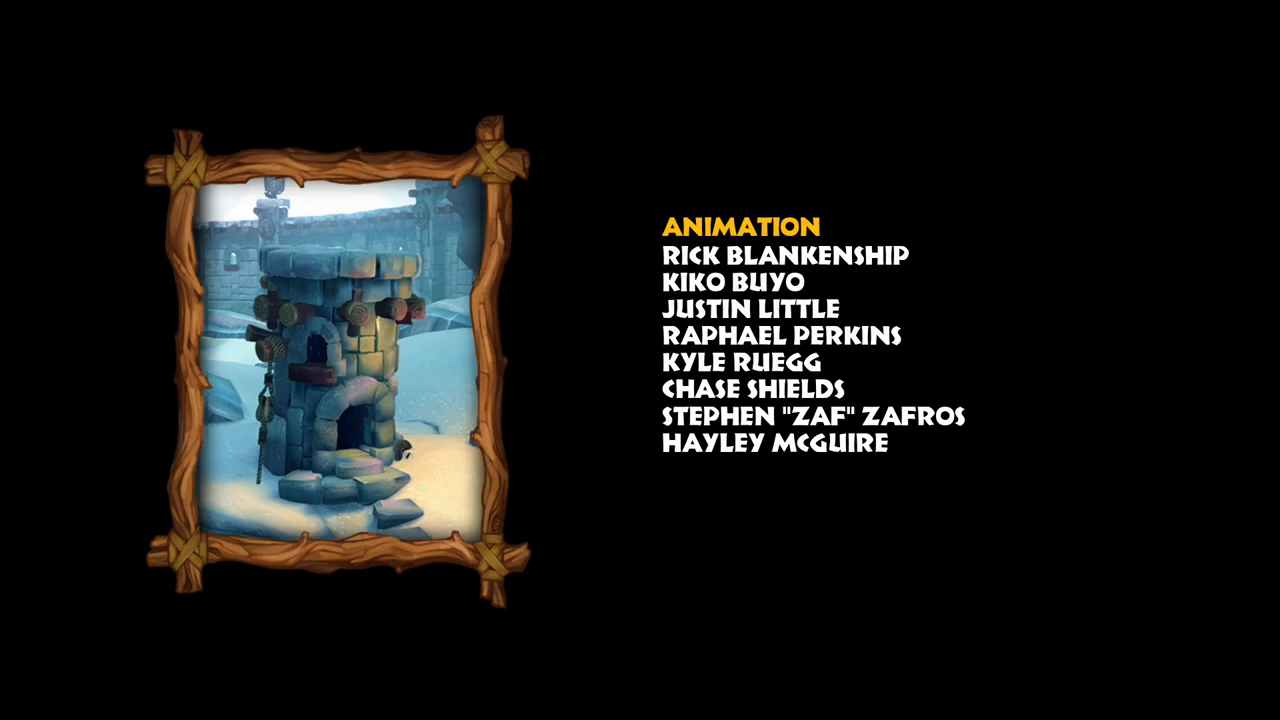 ANIMATION
RICK BLANKENSHIP
KIKO BUYO
JUSTIN LITTLE
RAPHAEL PERKINS
KYLE RUEGG
CHASE SHIELDS
STEPHEN "ZAF" ZAFROS
HAYLEY MCGUIRE